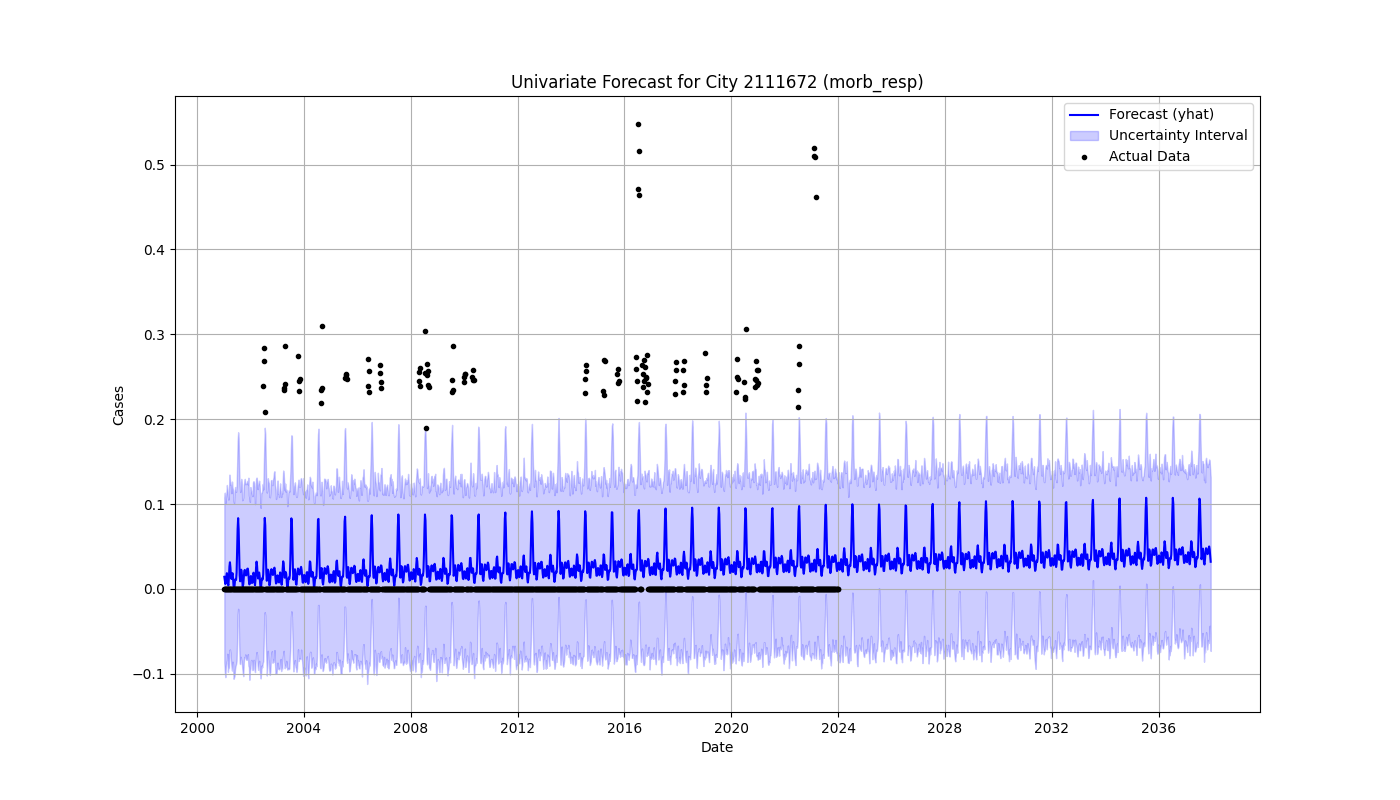 Univariate Forecast for City 2111672 (morb_resp)
Forecast (yhat)
Uncertainty Interval
Actual Data
Cases
0.5
0.4
0.3
0.2
0.1
0.0
−0.1
2000 2004 2008 2012 2016 2020 2024 2028 2032 2036
Date